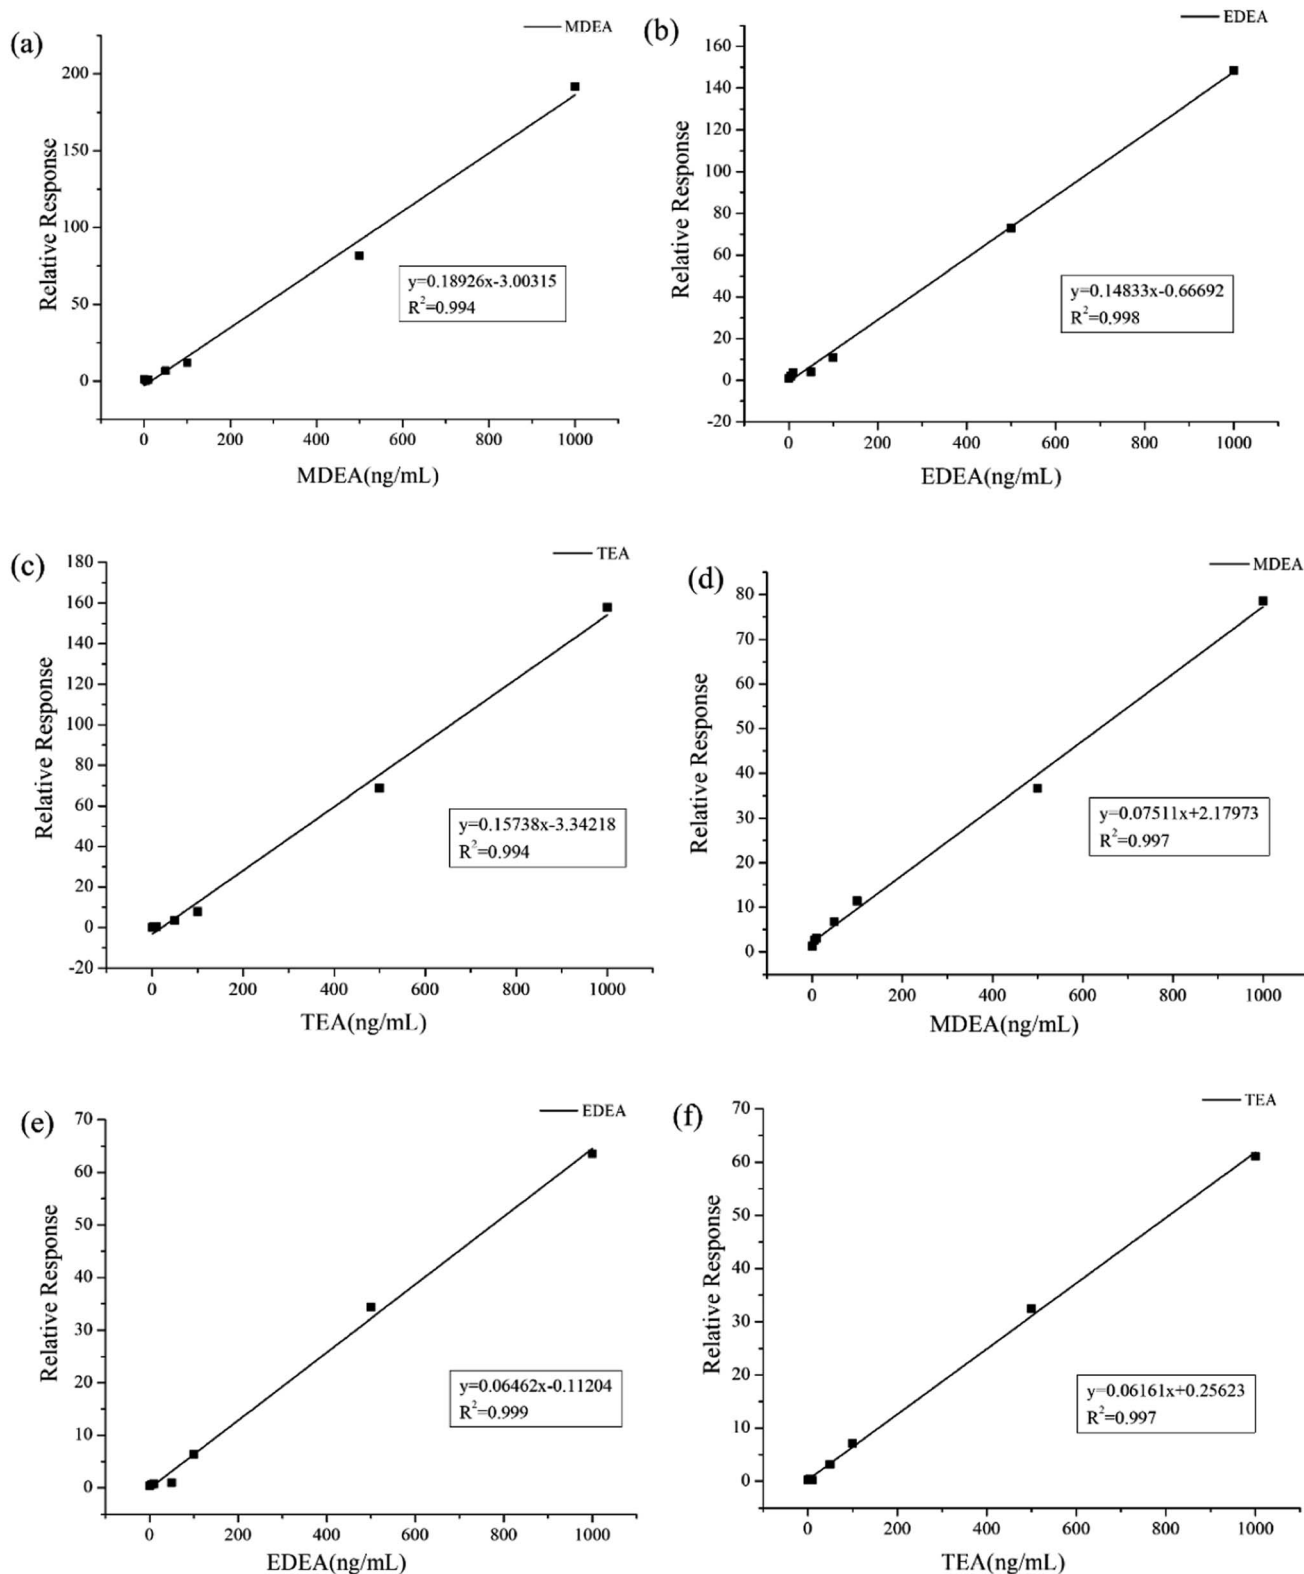 (a)
MDEA
200
150
100
50
0
Relative Response
y=0.18926x-3.00315
R²=0.994
0 200 400 600 800 1000
MDEA(ng/mL)
(b)
EDEA
160
140
120
100
80
60
40
20
0
-20
Relative Response
y=0.14833x-0.66692
R²=0.998
0 200 400 600 800 1000
EDEA(ng/mL)
(c)
TEA
180
160
140
120
100
80
60
40
20
0
-20
Relative Response
y=0.15738x-3.34218
R²=0.994
0 200 400 600 800 1000
TEA(ng/mL)
(d)
MDEA
80
70
60
50
40
30
20
10
0
Relative Response
y=0.07511x+2.17973
R²=0.997
0 200 400 600 800 1000
MDEA(ng/mL)
(e)
EDEA
70
60
50
40
30
20
10
0
Relative Response
y=0.06462x-0.11204
R²=0.999
0 200 400 600 800 1000
EDEA(ng/mL)
(f)
TEA
70
60
50
40
30
20
10
0
Relative Response
y=0.06161x+0.25623
R²=0.997
0 200 400 600 800 1000
TEA(ng/mL)